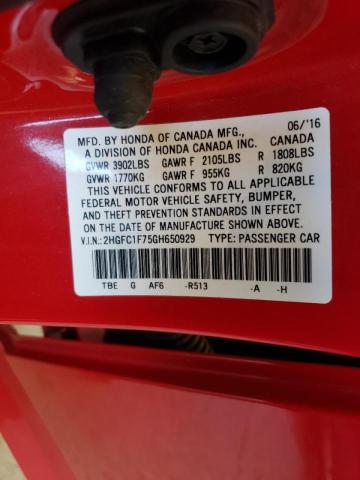 MFD. BY HONDA OF CANADA MFG., 06/'16
A DIVISION OF HONDA CANADA INC. CANADA
GVWR 3902LBS GAWR F 2105LBS R 1808LBS
GVWR 1770KG GAWR F 955KG R 820KG
THIS VEHICLE CONFORMS TO ALL APPLICABLE
FEDERAL MOTOR VEHICLE SAFETY, BUMPER,
AND THEFT PREVENTION STANDARDS IN EFFECT
ON THE DATE OF MANUFACTURE SHOWN ABOVE.
V.I.N.: 2HGFC1F75GH650929 TYPE: PASSENGER CAR
TBE G AF6 -R513 -A -H